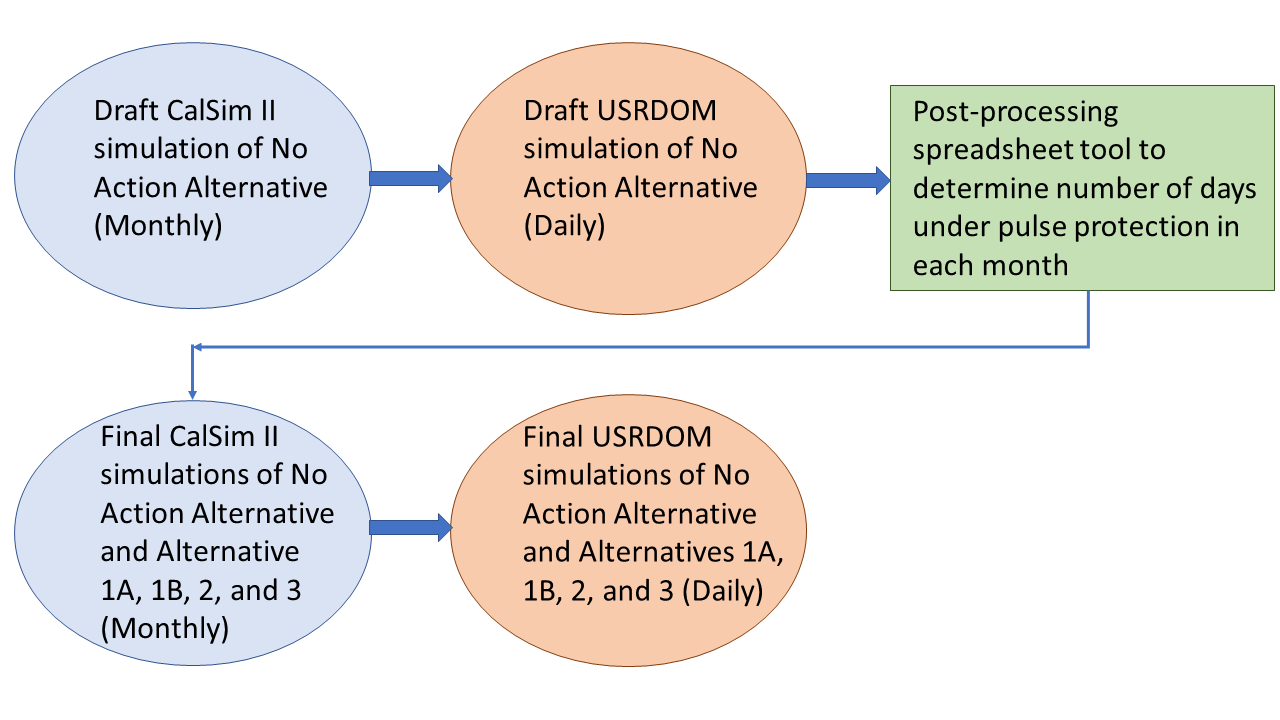 Draft CalSim II
simulation of No
Action Alternative
(Monthly)
Draft USRDOM
simulation of No
Action Alternative
(Daily)
Post-processing
spreadsheet tool to
determine number of days
under pulse protection in
each month
Final CalSim II
simulations of No
Action Alternative
and Alternative
1A, 1B, 2, and 3
(Monthly)
Final USRDOM
simulations of No
Action Alternative
and Alternatives 1A,
1B, 2, and 3 (Daily)